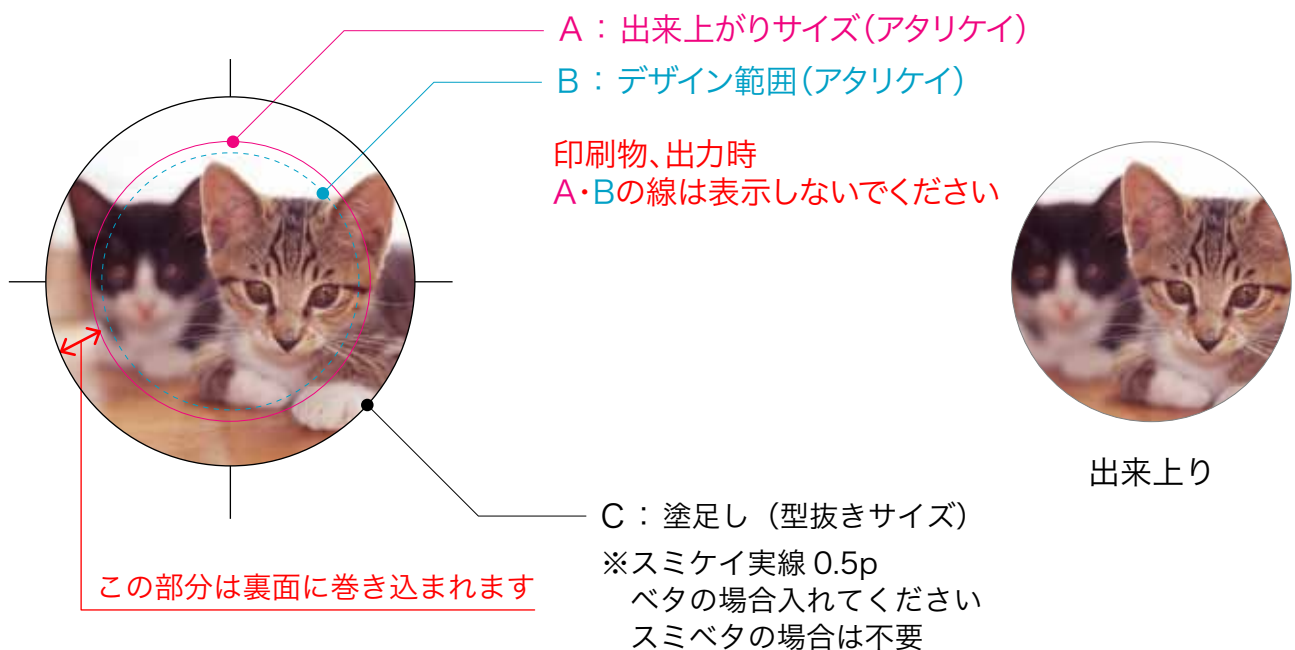 A：出来上がりサイズ（アタリケイ）
B：デザイン範囲（アタリケイ）
印刷物、出力時
A・Bの線は表示しないでください
出来上り
C：塗足し（型抜きサイズ）
※スミケイ実線 0.5p
ベタの場合入れてください
スミベタの場合は不要
この部分は裏面に巻き込まれます